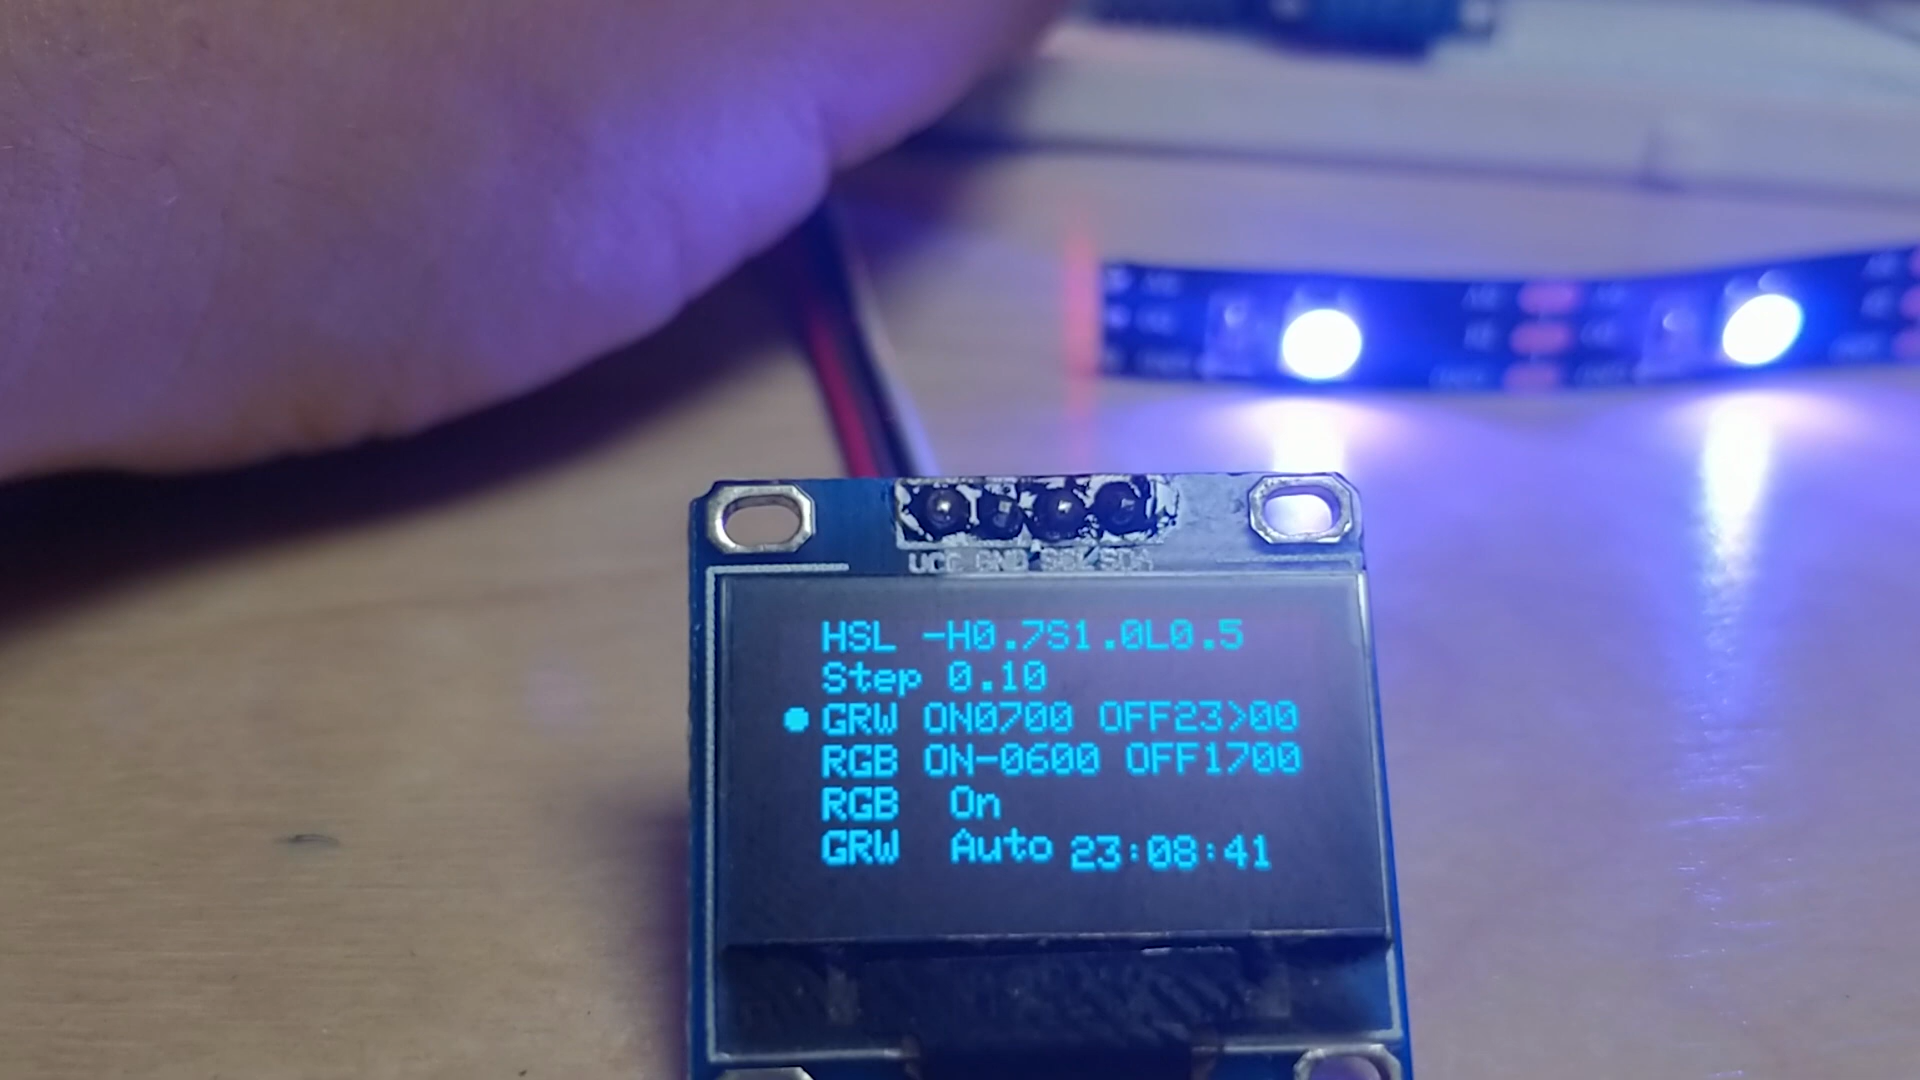 VCC GND SCL SDA
HSL -H0.7S1.0L0.5
Step 0.10
GRW ON0700 OFF23>00
RGB ON-0600 OFF1700
RGB On
GRW Auto 23:08:41